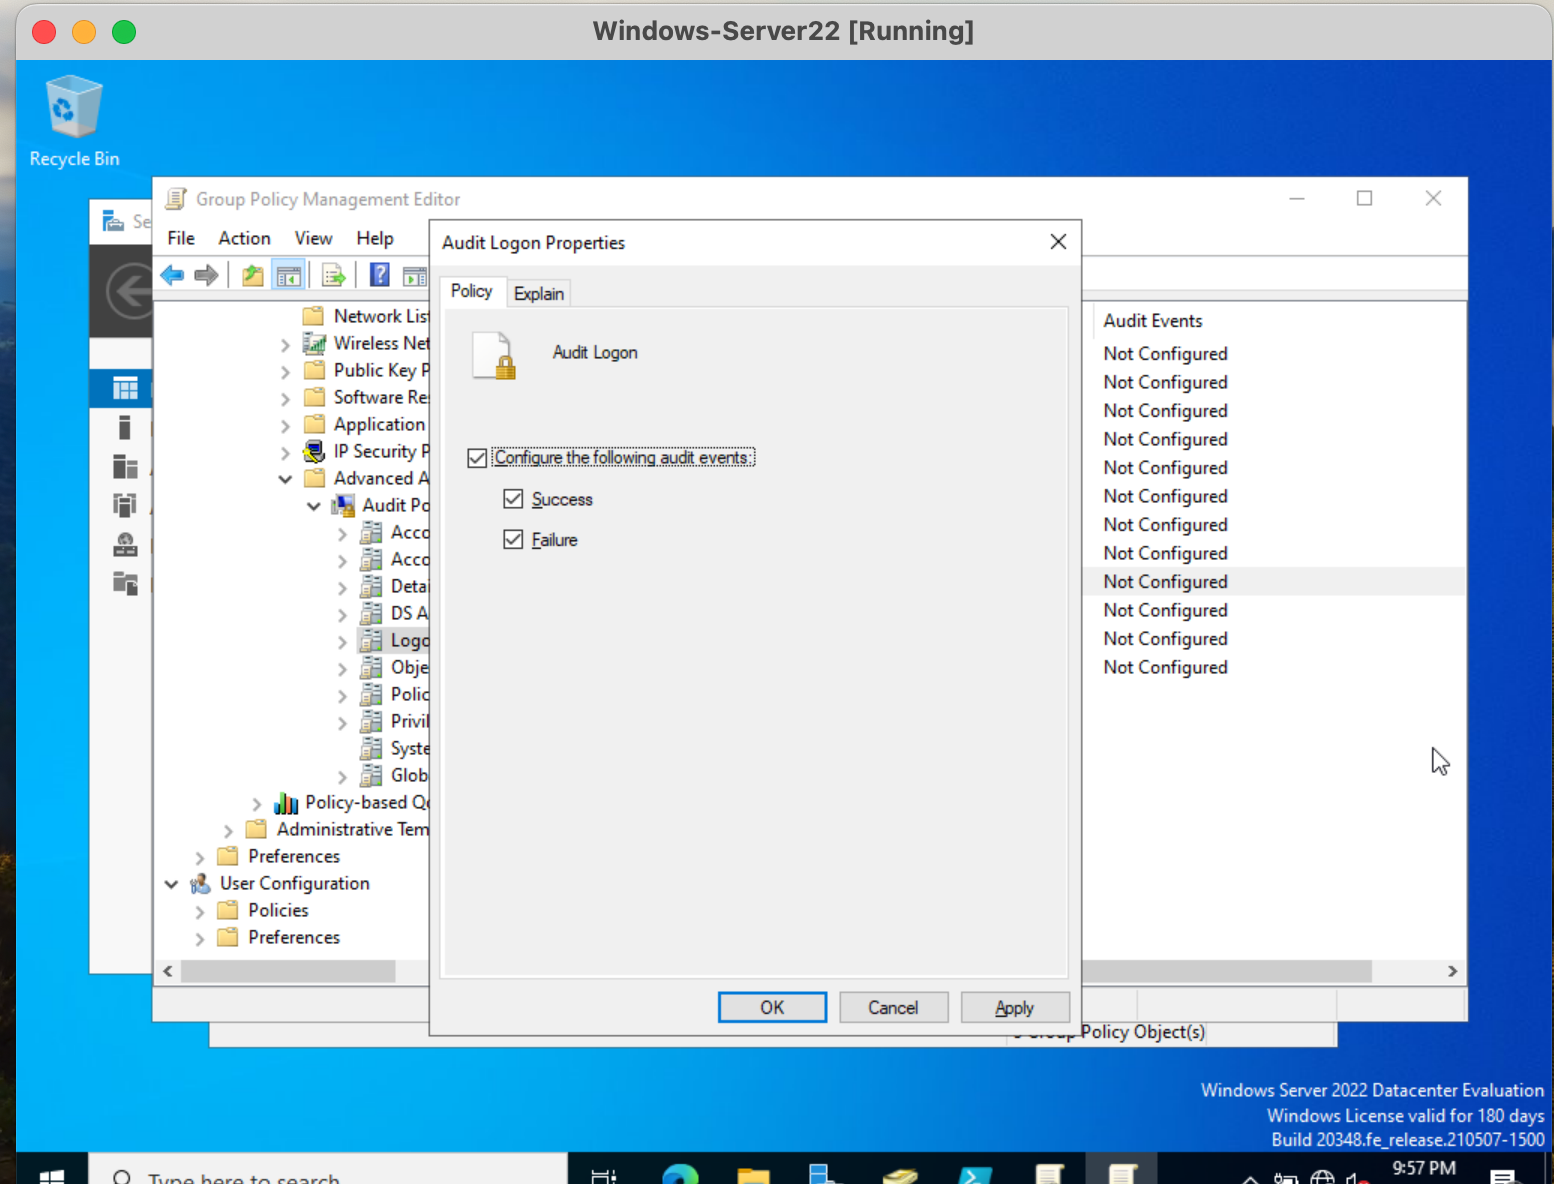 Windows-Server22 [Running]
Recycle Bin
Group Policy Management Editor
File Action View Help
Audit Logon Properties
Policy Explain
Audit Logon
Configure the following audit events:
Success
Failure
OK Cancel Apply
Network List
Wireless Net
Public Key P
Software Re
Application
IP Security P
Advanced A
Audit Po
Acco
Acco
Detai
DS A
Logo
Obje
Polic
Privil
Syste
Glob
Policy-based Qo
Administrative Tem
Preferences
User Configuration
Policies
Preferences
Audit Events
Not Configured
Not Configured
Not Configured
Not Configured
Not Configured
Not Configured
Not Configured
Not Configured
Not Configured
Not Configured
Not Configured
Not Configured
Group Policy Object(s)
Windows Server 2022 Datacenter Evaluation
Windows License valid for 180 days
Build 20348.fe_release.210507-1500
Type here to search
9:57 PM